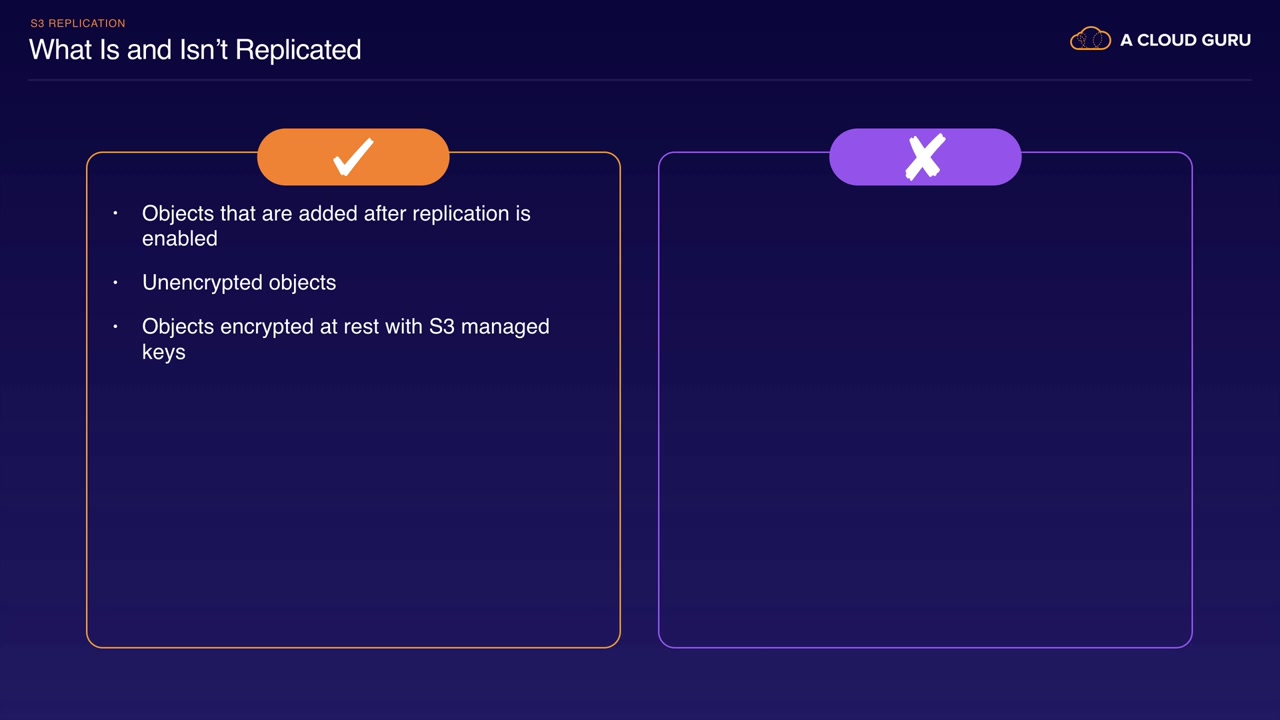 S3 REPLICATION
What Is and Isn't Replicated
A CLOUD GURU
• Objects that are added after replication is
enabled
• Unencrypted objects
• Objects encrypted at rest with S3 managed
keys